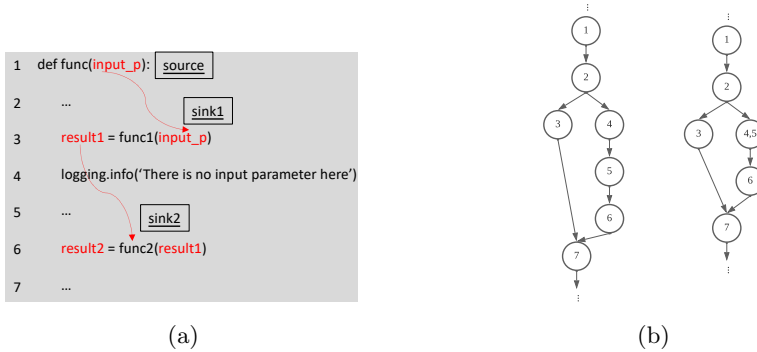 1 def func(input_p): source
sink1
2 ...
3 result1 = func1(input_p)
4 logging.info('There is no input parameter here')
5 ...
sink2
6 result2 = func2(result1)
7 ...
(a)
...
1
2
3 4
5
6
7
...
...
1
2
3 4,5
6
7
...
(b)